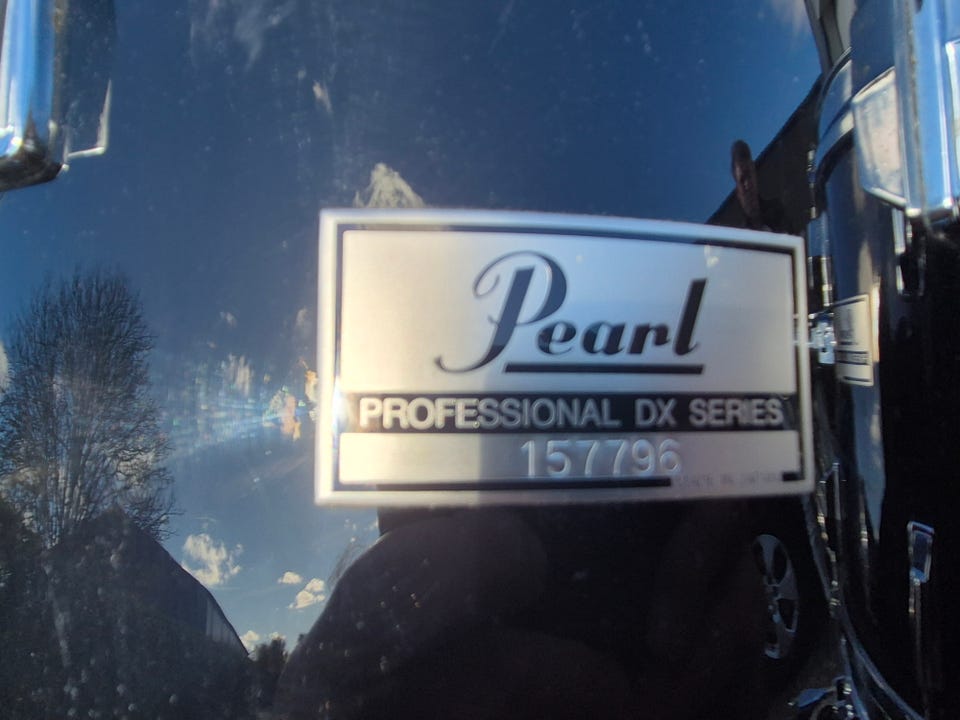 Pearl
PROFESSIONAL DX SERIES
157796